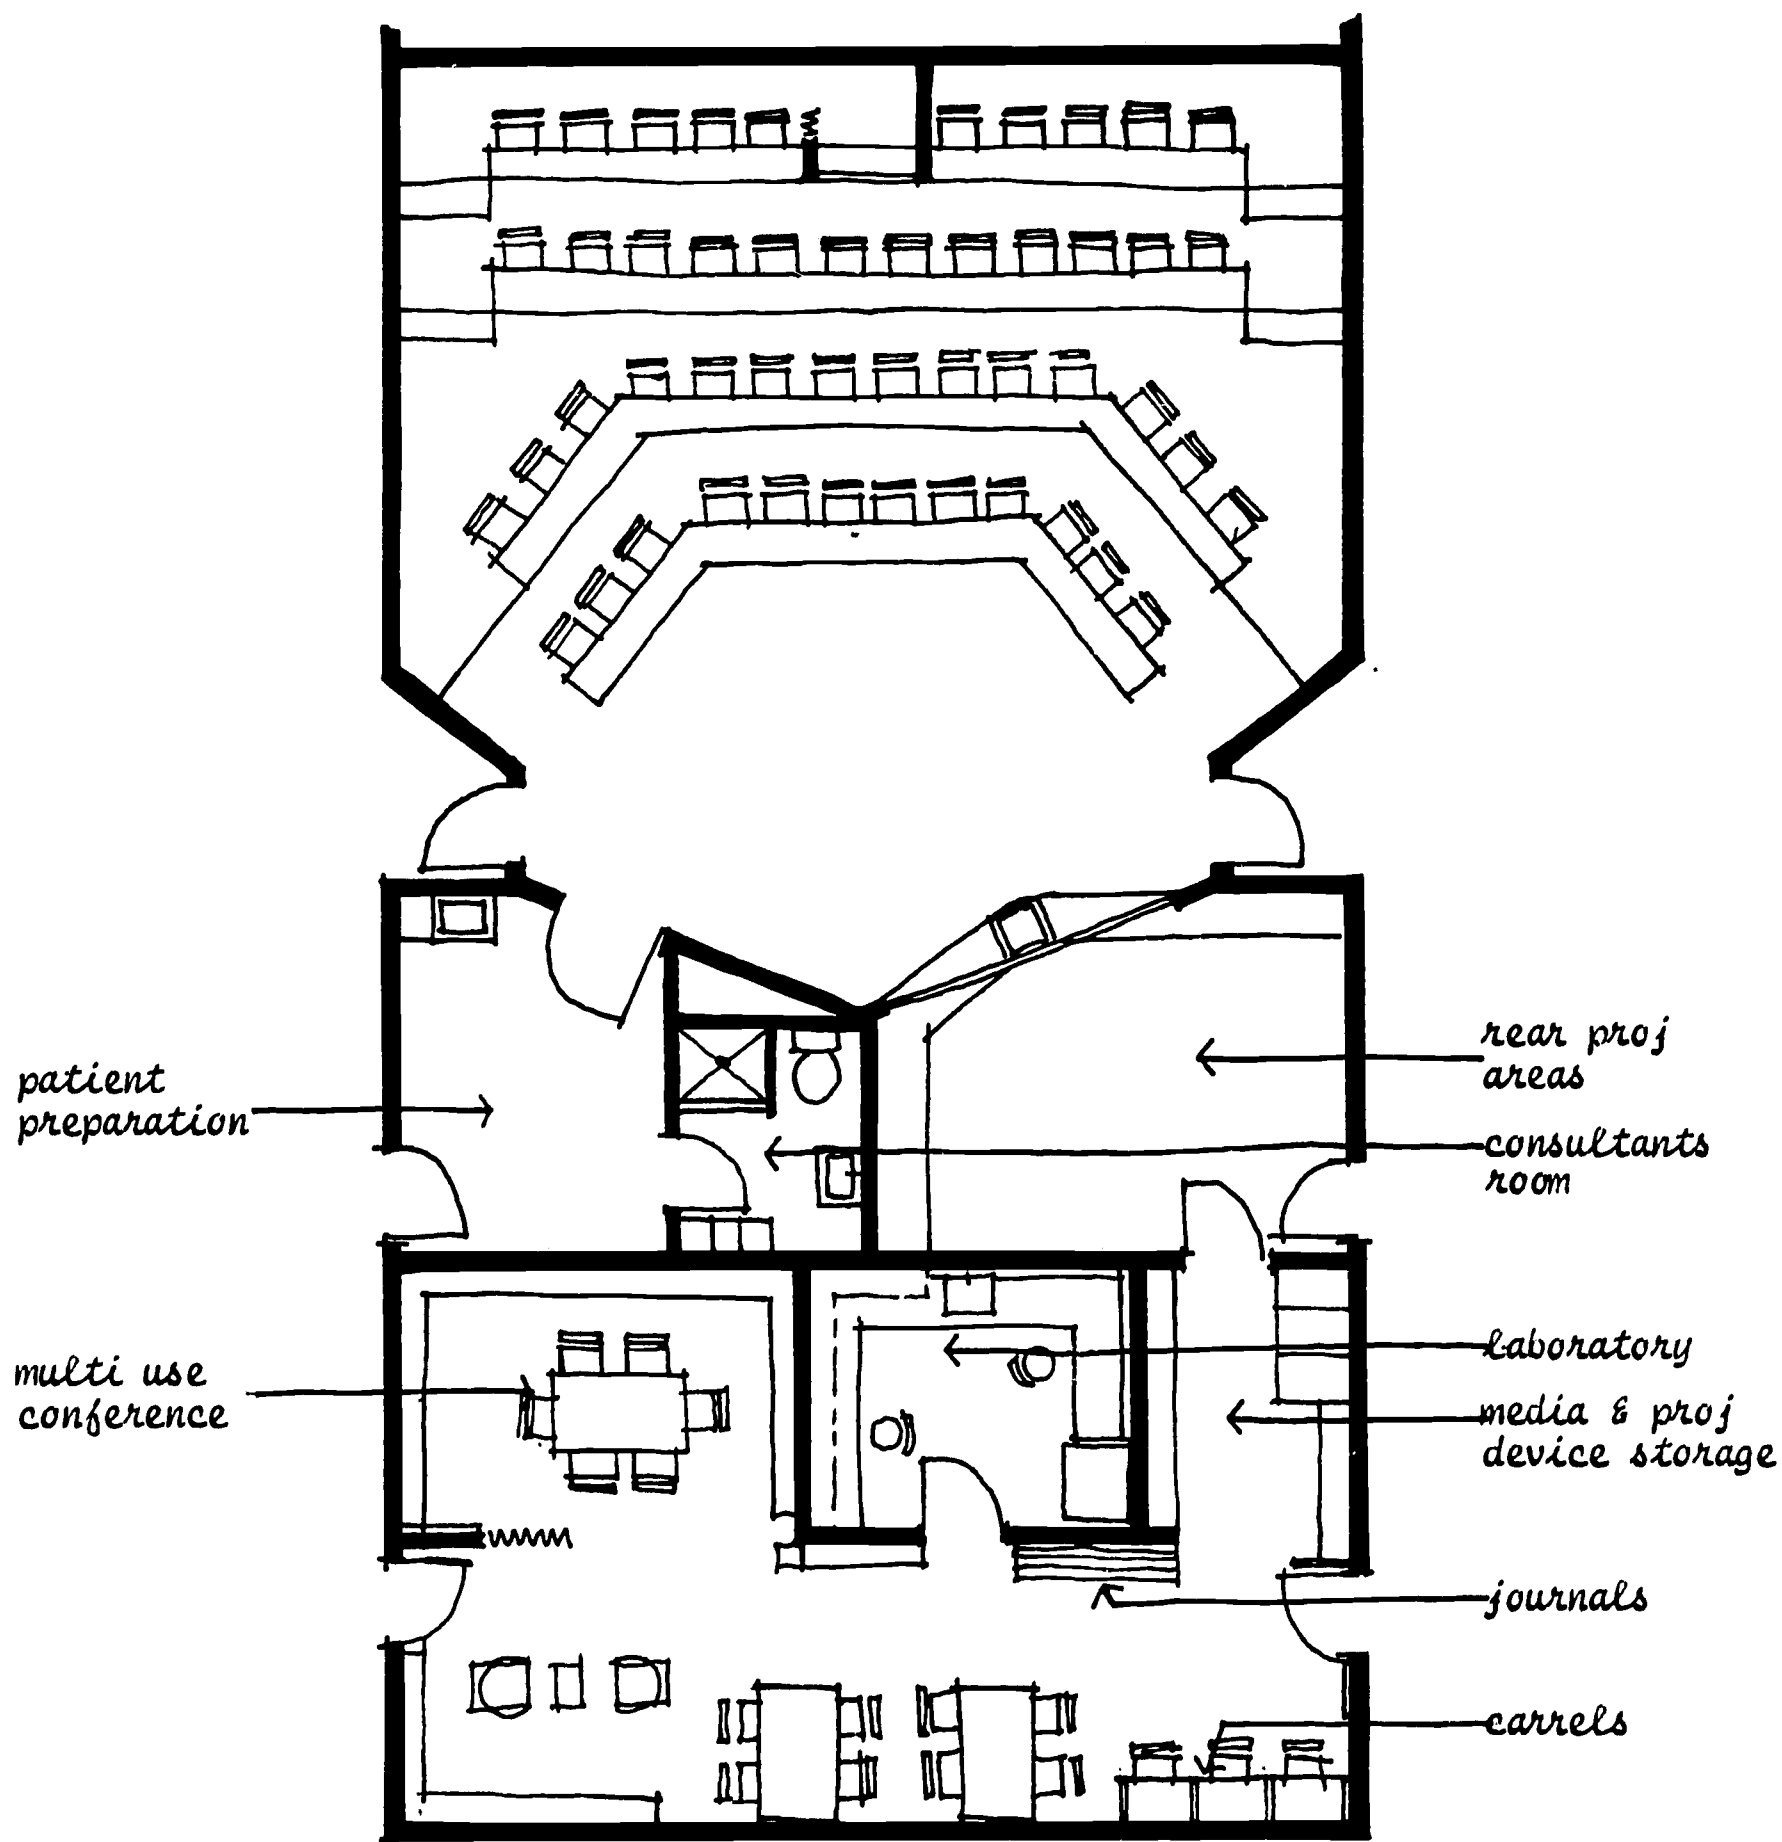 patient
preparation
multi use
conference
rear proj
areas
consultants
room
laboratory
media & proj
device storage
journals
carrels